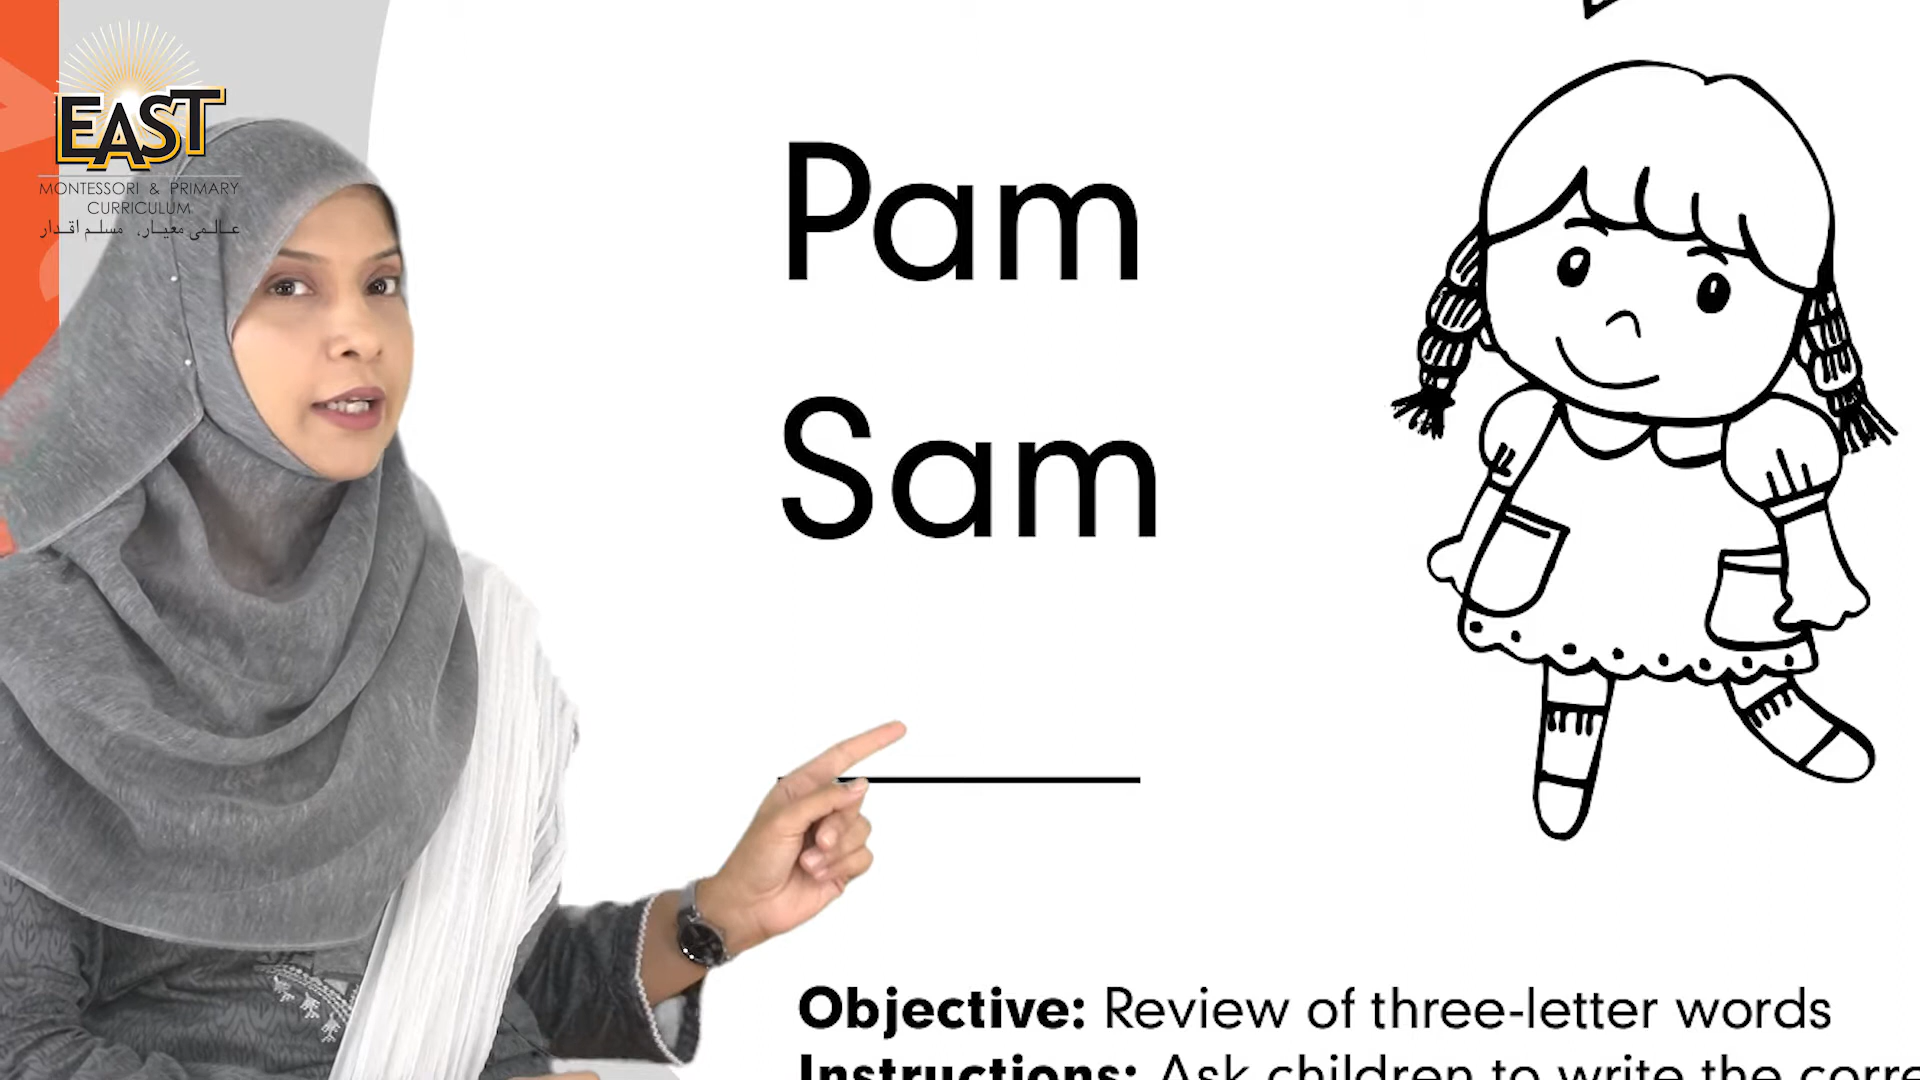 EAST
MONTESSORI & PRIMARY
CURRICULUM
عالمی معیار، مسلم اقدار
Pam
Sam
Objective: Review of three-letter words
Instructions: Ask children to write the corre